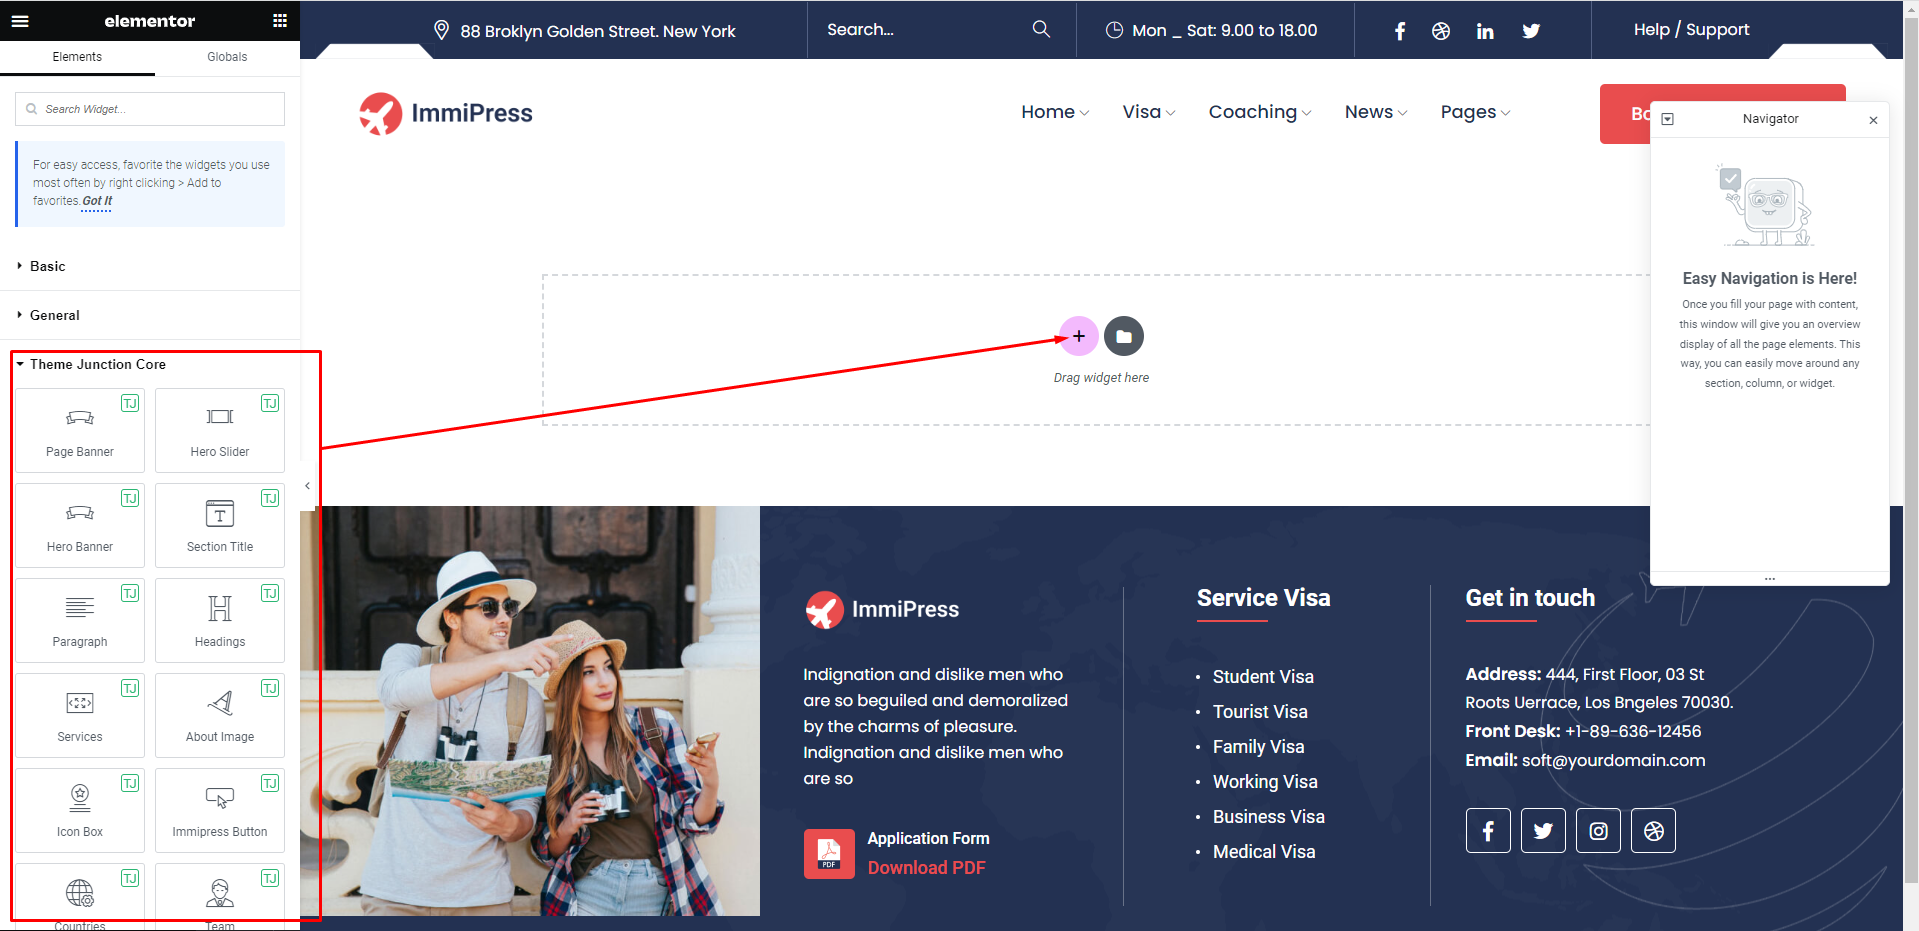 elementor
Elements
Globals
Search Widget...
For easy access, favorite the widgets you use
most often by right clicking > Add to
favorites. Got It
Basic
General
Theme Junction Core
TJ
TJ
Page Banner
Hero Slider
TJ
TJ
Hero Banner
Section Title
TJ
TJ
Paragraph
Headings
TJ
TJ
Services
About Image
TJ
TJ
Icon Box
Immipress Button
TJ
TJ
Countries
Team
88 Broklyn Golden Street. New York
Search...
Mon _ Sat: 9.00 to 18.00
Help / Support
ImmiPress
Home
Visa
Coaching
News
Pages
Drag widget here
Navigator
Easy Navigation is Here!
Once you fill your page with content,
this window will give you an overview
display of all the page elements. This
way, you can easily move around any
section, column, or widget.
ImmiPress
Indignation and dislike men who
are so beguiled and demoralized
by the charms of pleasure.
Indignation and dislike men who
are so
PDF
Application Form
Download PDF
Service Visa
• Student Visa
• Tourist Visa
• Family Visa
• Working Visa
• Business Visa
• Medical Visa
Get in touch
Address: 444, First Floor, 03 St
Roots Uerrace, Los Bngeles 70030.
Front Desk: +1-89-636-12456
Email: soft@yourdomain.com